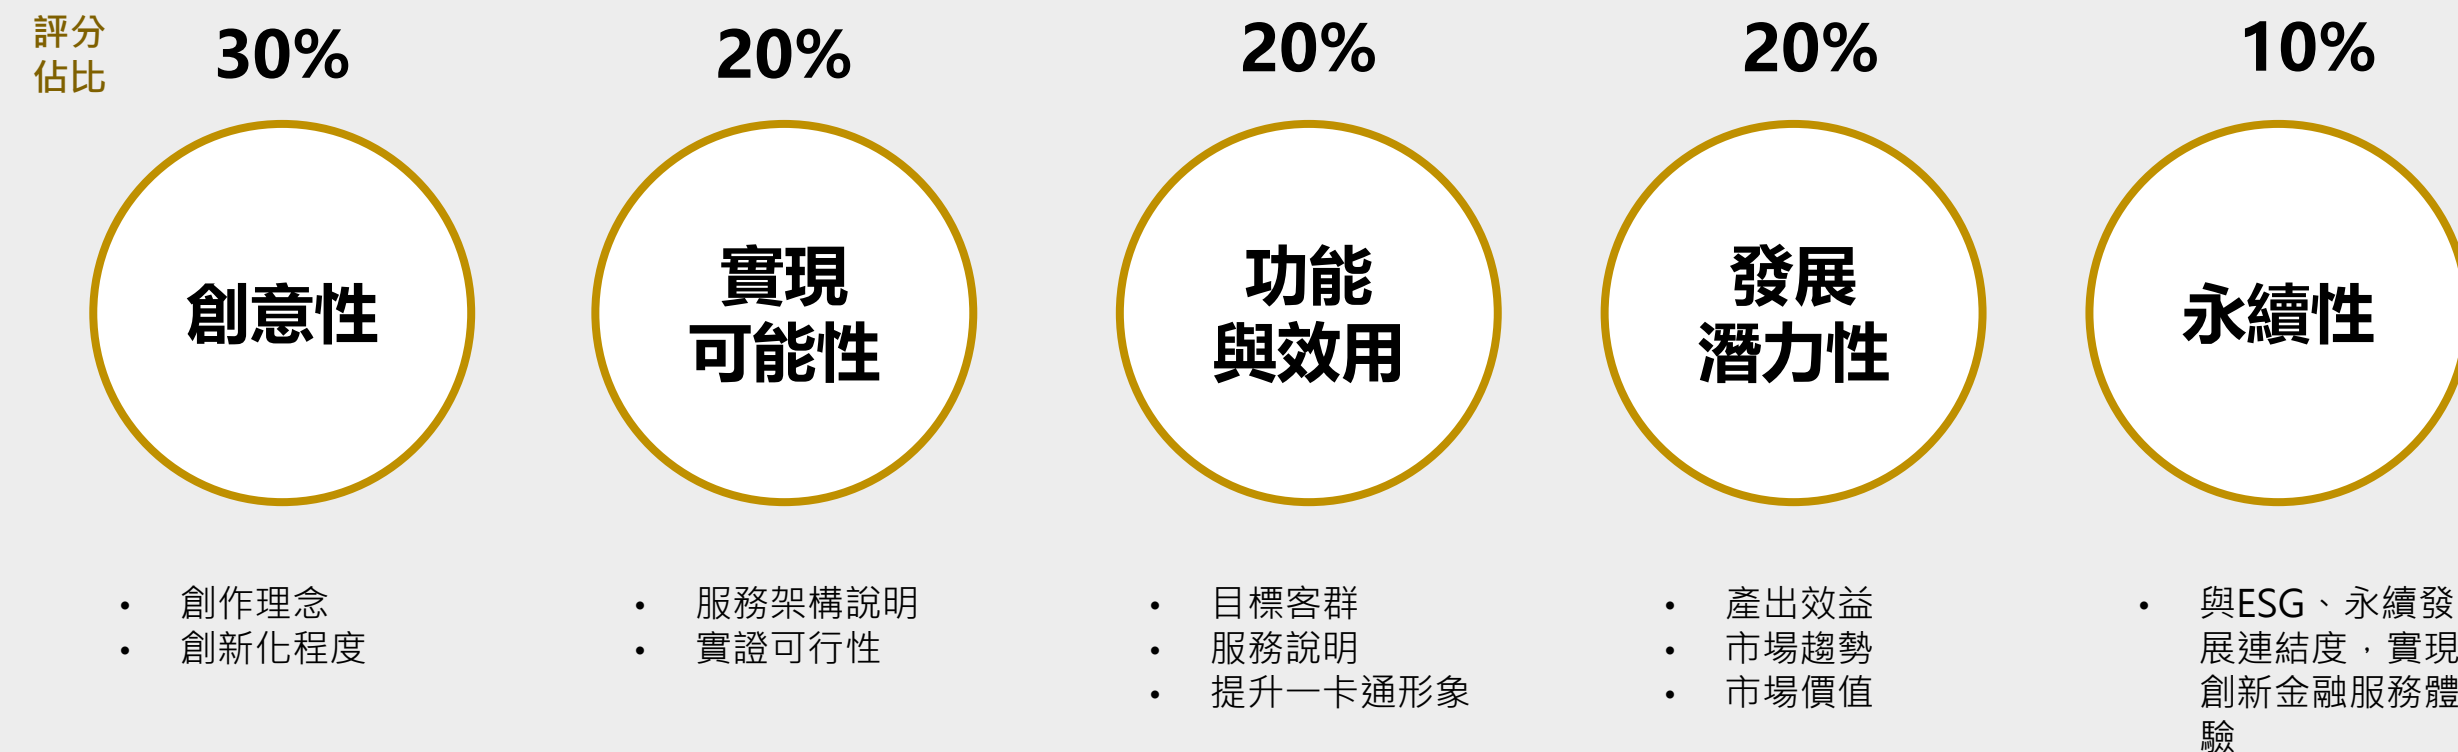 評分
佔比
30%
20%
20%
20%
10%
創意性
實現
可能性
功能
與效用
發展
潛力性
永續性
• 創作理念
• 創新化程度
• 服務架構說明
• 實證可行性
• 目標客群
• 服務說明
• 提升一卡通形象
• 產出效益
• 市場趨勢
• 市場價值
• 與ESG、永續發
展連結度，實現
創新金融服務體
驗